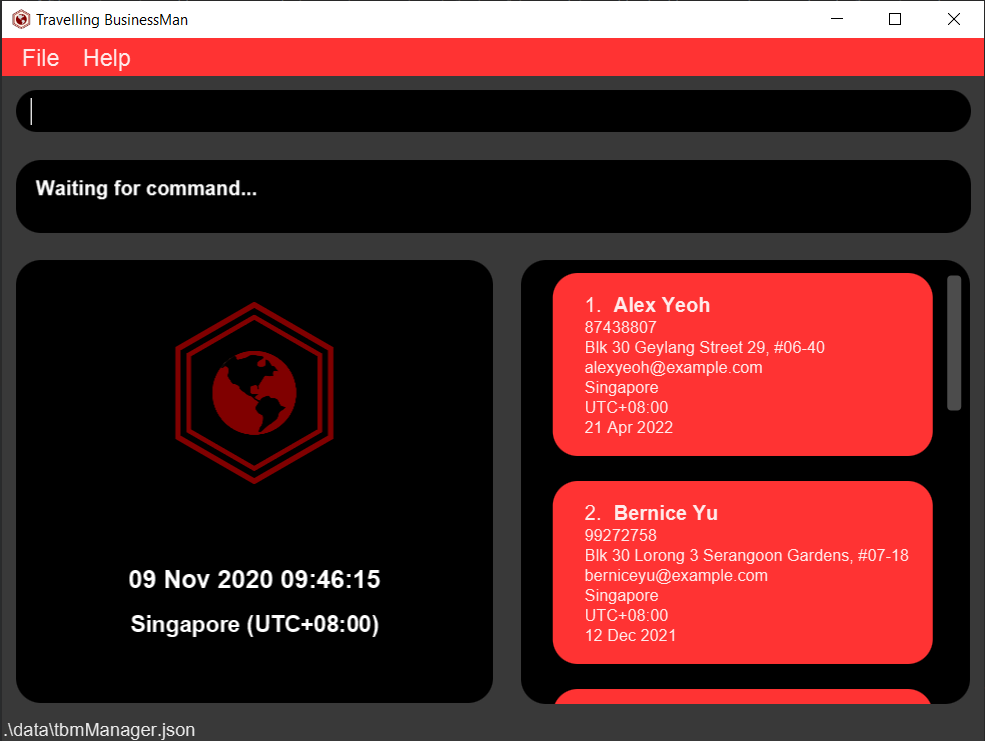 Travelling BusinessMan
File Help
Waiting for command...
09 Nov 2020 09:46:15
Singapore (UTC+08:00)
1. Alex Yeoh
87438807
Blk 30 Geylang Street 29, #06-40
alexyeoh@example.com
Singapore
UTC+08:00
21 Apr 2022
2. Bernice Yu
99272758
Blk 30 Lorong 3 Serangoon Gardens, #07-18
berniceyu@example.com
Singapore
UTC+08:00
12 Dec 2021
.\data\tbmManager.json